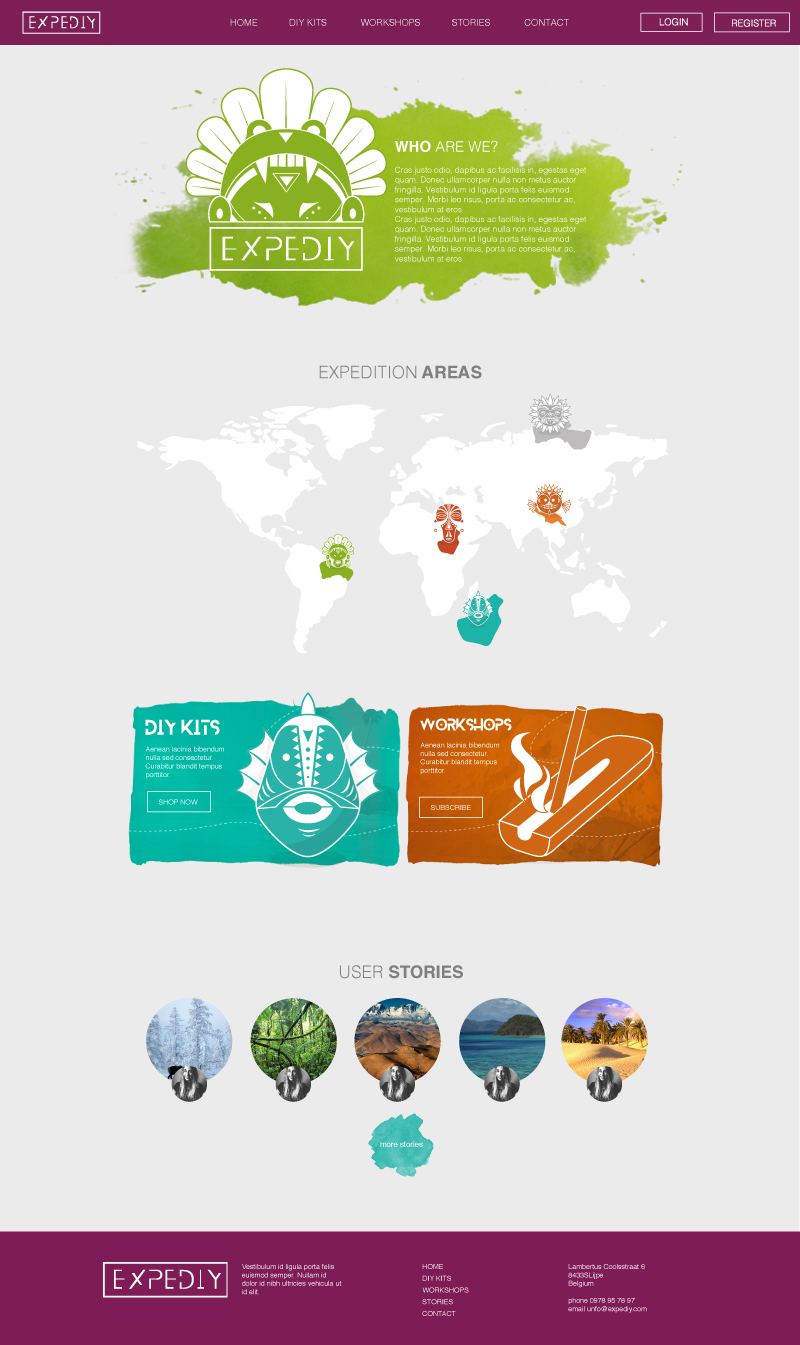 EXPEDIY
HOME DIY KITS WORKSHOPS STORIES CONTACT
LOGIN REGISTER
EXPEDIY
WHO ARE WE?
Cras justo odio, dapibus ac facilisis in, egestas eget
quam. Donec ullamcorper nulla non metus auctor
fringilla. Vestibulum id ligula porta felis euismod
semper. Morbi leo risus, porta ac consectetur ac,
vestibulum at eros.
Cras justo odio, dapibus ac facilisis in, egestas eget
quam. Donec ullamcorper nulla non metus auctor
fringilla. Vestibulum id ligula porta felis euismod
semper. Morbi leo risus, porta ac consectetur ac,
vestibulum at eros.
EXPEDITION AREAS
DIY KITS
Aenean lacinia bibendum
nulla sed consectetur.
Curabitur blandit tempus
porttitor.
SHOP NOW
WORKSHOPS
Aenean lacinia bibendum
nulla sed consectetur.
Curabitur blandit tempus
porttitor.
SUBSCRIBE
USER STORIES
more stories
EXPEDIY
Vestibulum id ligula porta felis
euismod semper. Nullam id
dolor id nibh ultricies vehicula ut
id elit.
HOME
DIY KITS
WORKSHOPS
STORIES
CONTACT
Lambertus Coolsstraat 6
8433SLijpe
Belgium
phone 0978 95 78 97
email unfo@expediy.com